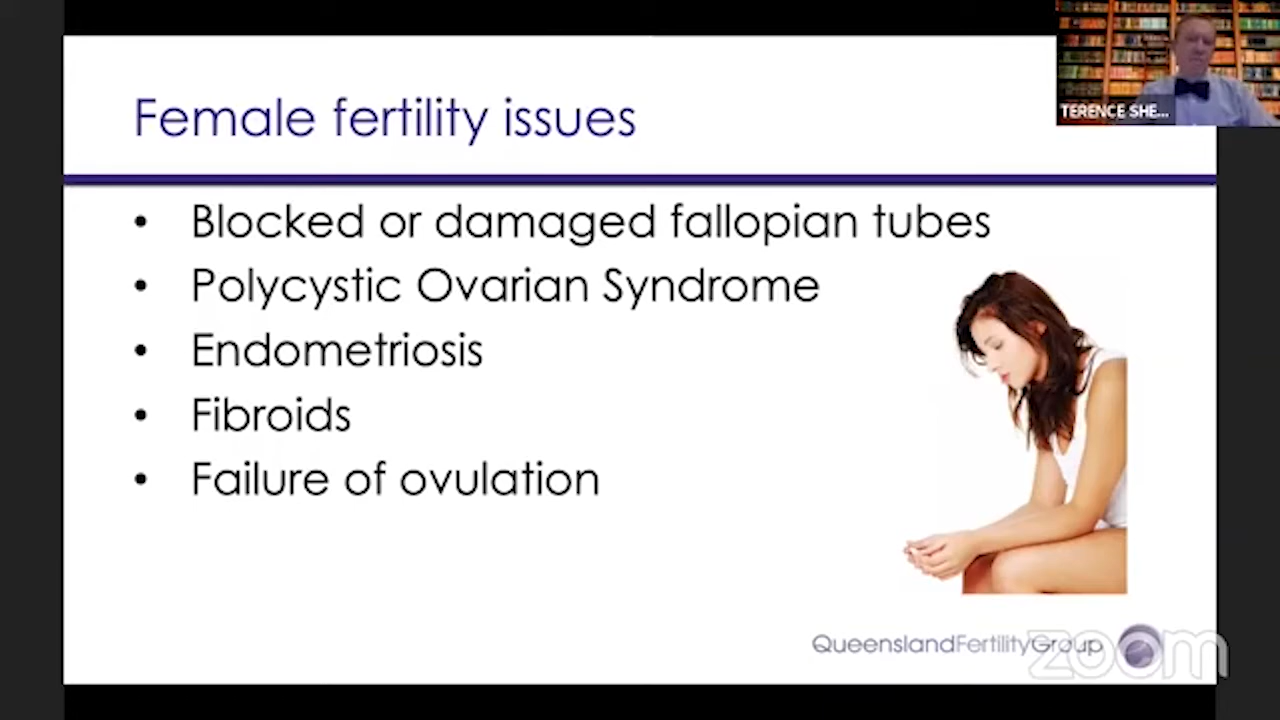 Female fertility issues
TERENCE SHE...
• Blocked or damaged fallopian tubes
• Polycystic Ovarian Syndrome
• Endometriosis
• Fibroids
• Failure of ovulation
QueenslandFertilityGroup
zoom